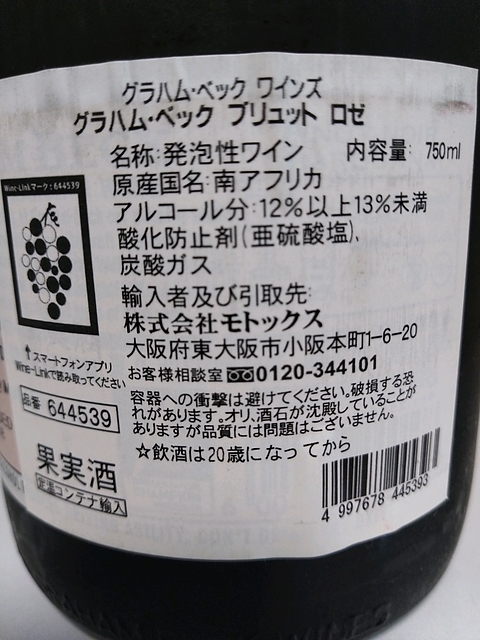 グラハム・ベック ワインズ
グラハム・ベック ブリュット ロゼ
名称:発泡性ワイン 内容量: 750ml
原産国名:南アフリカ
アルコール分:12%以上13%未満
酸化防止剤(亜硫酸塩)、
炭酸ガス
輸入者及び引取先:
株式会社モトックス
大阪府東大阪市小阪本町1-6-20
お客様相談室 0120-344101
容器への衝撃は避けてください。破損する恐
れがあります。オリ、酒石が沈殿していることが
ありますが品質には問題はございません。
☆飲酒は20歳になってから
Wine-Linkマーク:644539
↑スマートフォンアプリ
Wine-Linkで読み取ってください
品番 644539
果実酒
定温コンテナ輸入
4 997678 445393